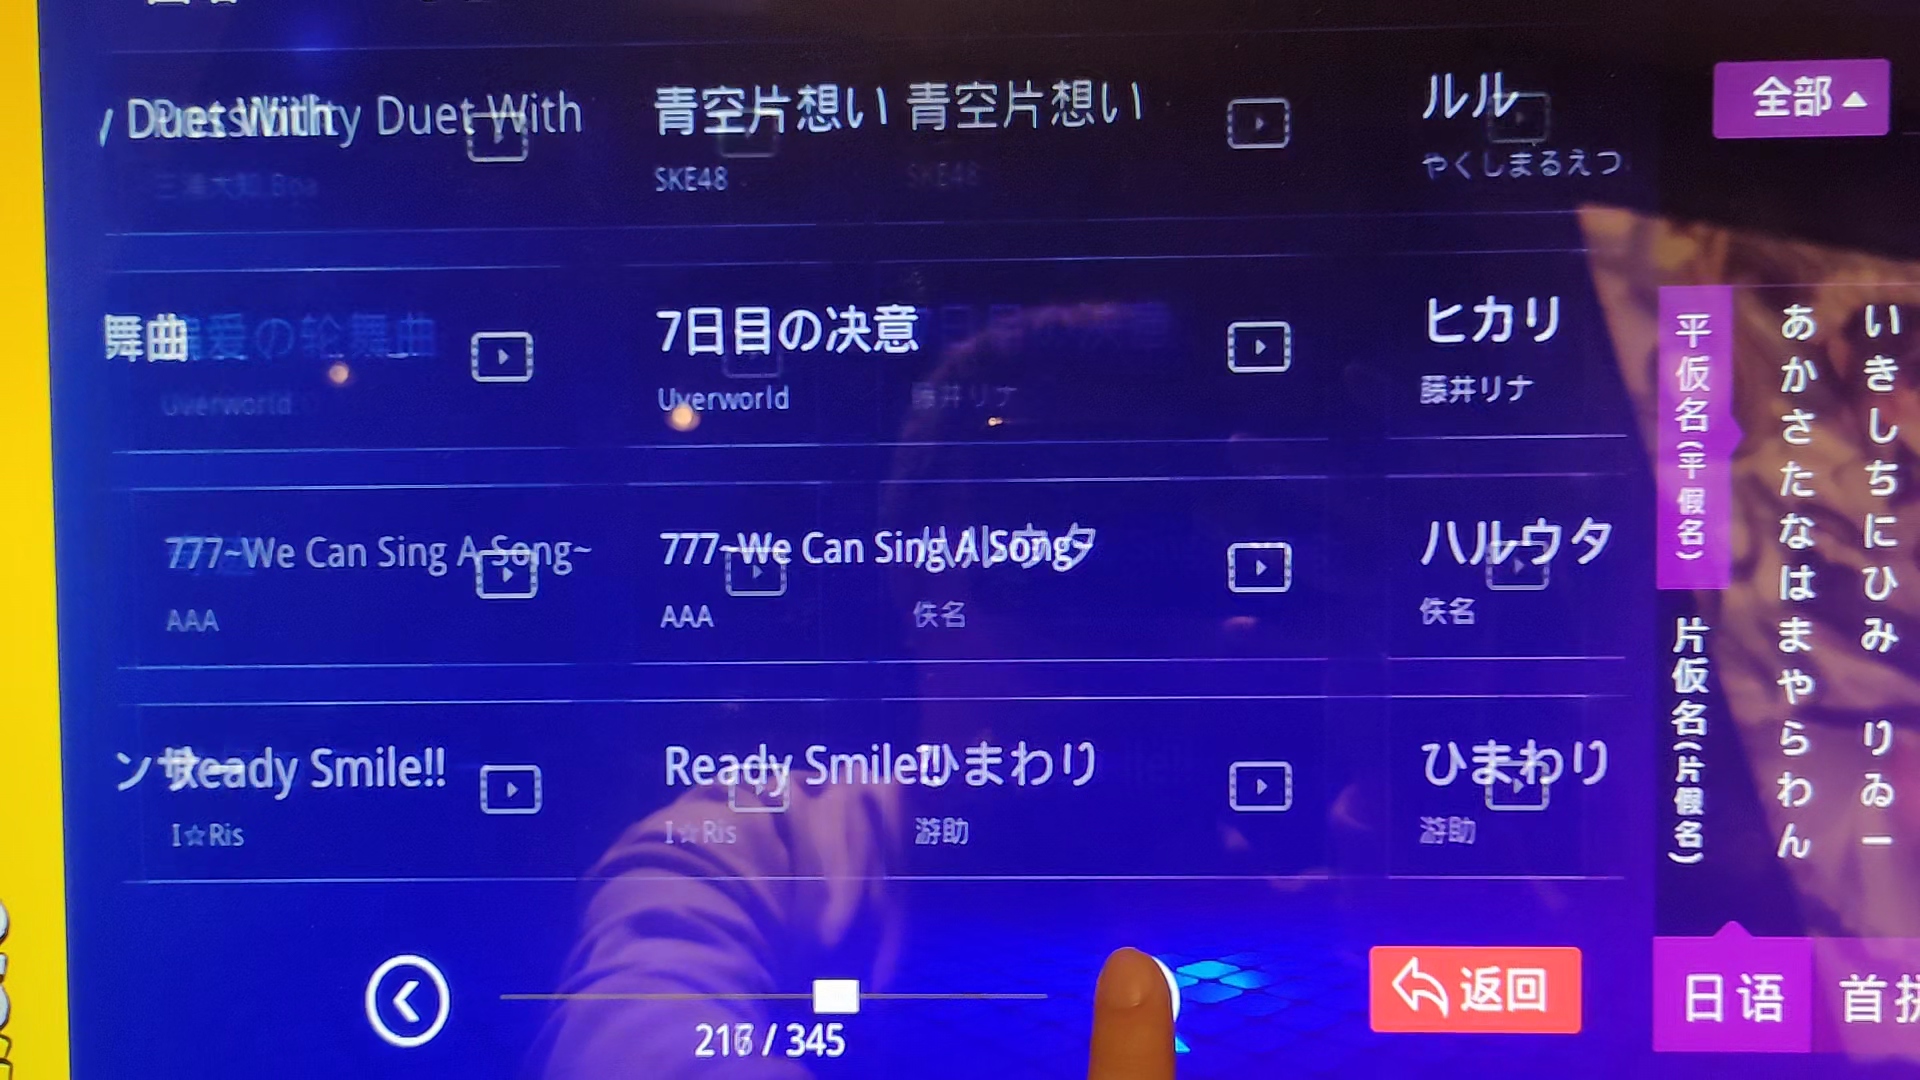 Duet With
Duet With
青空片想い
青空片想い
ルル
全部
三浦大知.Boa
SKE48
SKE48
やくしまるえつ
舞曲
愛の轮舞曲
7日目の决意
ヒカリ
Uverworld
Uverworld
藤井リナ
藤井リナ
777~We Can Sing A Song~
777~We Can Sing A Song~
ハルウタ
ハルウタ
AAA
AAA
佚名
佚名
ンサー
Ready Smile!!
Ready Smile!!
ひまわり
ひまわり
I☆Ris
I☆Ris
游助
游助
/ 345
返回
平仮名(平假名)
片仮名(片假名)
あかさたなはまやらわん
いきしちにひみ りゐー
日语
首拼